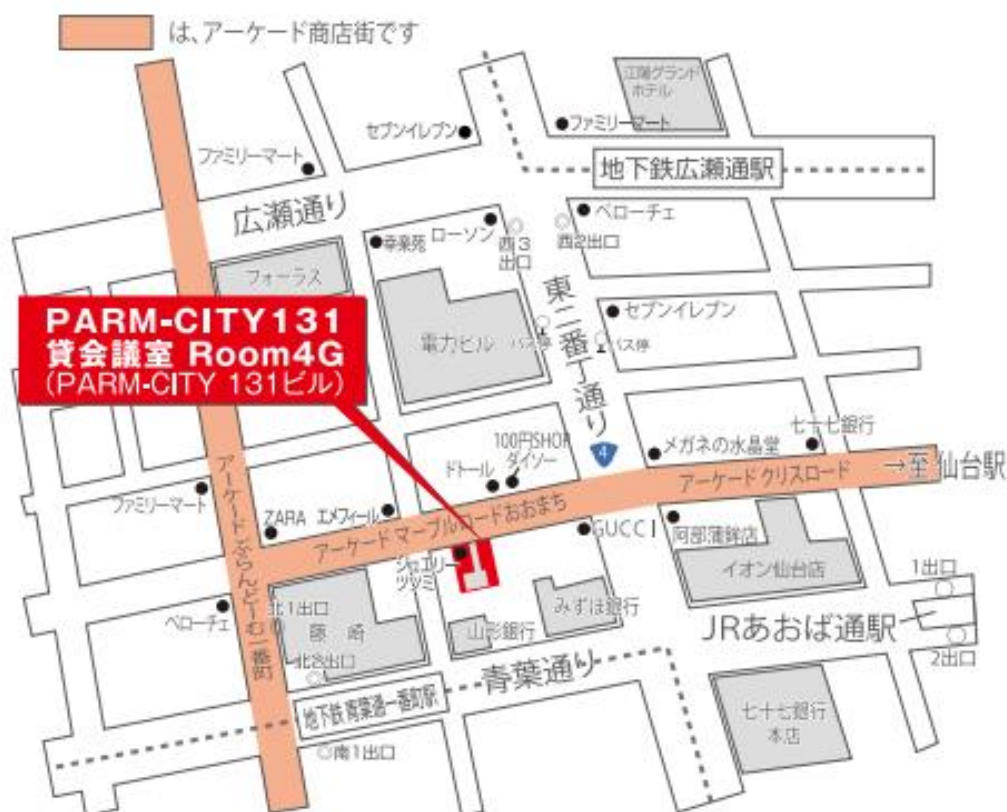 は、アーケード商店街です
江陽グランド
ホテル
セブンイレブン
ファミリーマート
ファミリーマート
地下鉄広瀬通駅
広瀬通り
ベローチェ
ローソン
幸楽苑
西3
出口
西2出口
フォーラス
東二番丁通り
セブンイレブン
PARM-CITY131
貸会議室 Room4G
(PARM-CITY 131ビル)
電力ビル
バス停
バス停
4
七十七銀行
100円SHOP
ダイソー
メガネの水晶堂
ドトール
アーケード クリスロード
→至 仙台駅
ファミリーマート
アーケード ぶらんどーむ一番町
ZARA
エメフィール
アーケード マーブルロードおおまち
GUCCI
阿部蒲鉾店
ジュエリー
ツツミ
イオン仙台店
1出口
北1出口
ベローチェ
藤崎
山形銀行
みずほ銀行
JRあおば通駅
2出口
北2出口
青葉通り
地下鉄 青葉通一番町駅
七十七銀行
本店
南1出口